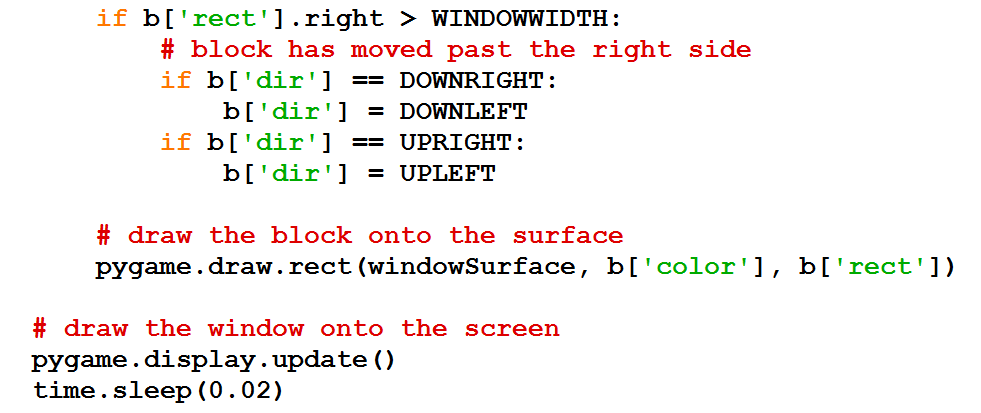 if b['rect'].right > WINDOWWIDTH:
# block has moved past the right side
if b['dir'] == DOWNRIGHT:
b['dir'] = DOWNLEFT
if b['dir'] == UPRIGHT:
b['dir'] = UPLEFT
# draw the block onto the surface
pygame.draw.rect(windowSurface, b['color'], b['rect'])
# draw the window onto the screen
pygame.display.update()
time.sleep(0.02)